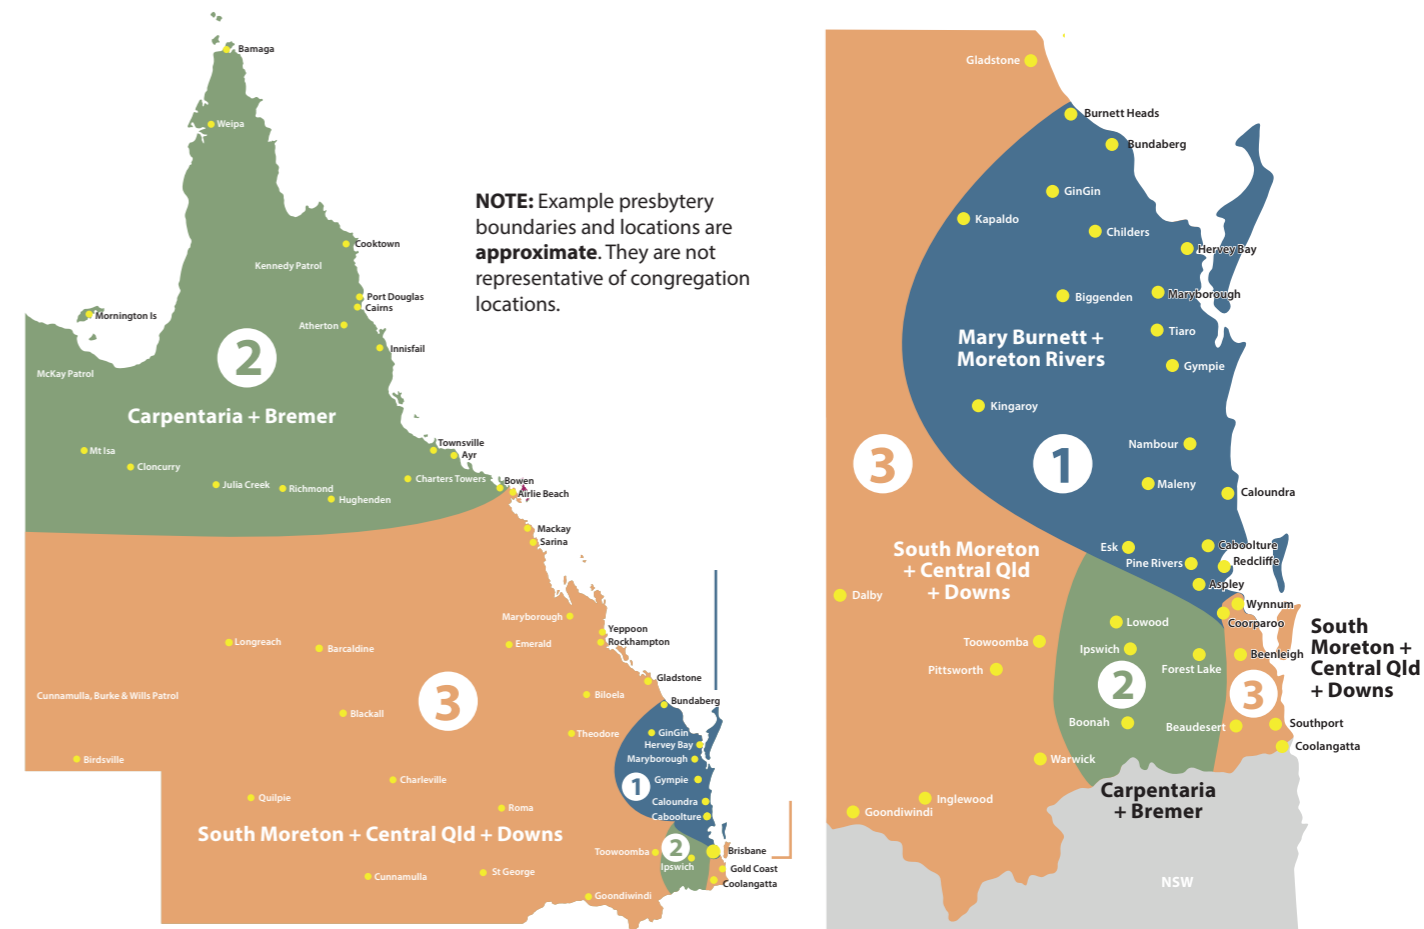 Bamaga
Weipa
NOTE: Example presbytery
boundaries and locations are
approximate. They are not
representative of congregation
locations.
Cooktown
Kennedy Patrol
Port Douglas
Cairns
Mornington Is
Atherton
Innisfail
2
McKay Patrol
Carpentaria + Bremer
Townsville
Mt Isa
Ayr
Cloncurry
Charters Towers
Bowen
Julia Creek
Richmond
Airlie Beach
Hughenden
Mackay
Sarina
Maryborough
Yeppoon
Longreach
Emerald
Rockhampton
Barcaldine
Gladstone
Cunnamulla, Burke & Wills Patrol
3
Biloela
Bundaberg
Blackall
Theodore
GinGin
Hervey Bay
Birdsville
Maryborough
Charleville
1
Gympie
Quilpie
Caloundra
Roma
Caboolture
South Moreton + Central Qld + Downs
Toowoomba
2
Brisbane
Ipswich
Gold Coast
Cunnamulla
St George
Coolangatta
Goondiwindi
Gladstone
Burnett Heads
Bundaberg
GinGin
Kapaldo
Childers
Hervey Bay
Biggenden
Maryborough
Tiaro
Mary Burnett +
Moreton Rivers
Gympie
Kingaroy
Nambour
3
1
Maleny
Caloundra
Esk
Caboolture
South Moreton
+ Central Qld
+ Downs
Pine Rivers
Redcliffe
Aspley
Dalby
Wynnum
Lowood
Coorparoo
South
Moreton +
Central Qld
+ Downs
Toowoomba
Ipswich
Beenleigh
Pittsworth
Forest Lake
2
3
Boonah
Beaudesert
Southport
Coolangatta
Warwick
Carpentaria
+ Bremer
Inglewood
Goondiwindi
NSW